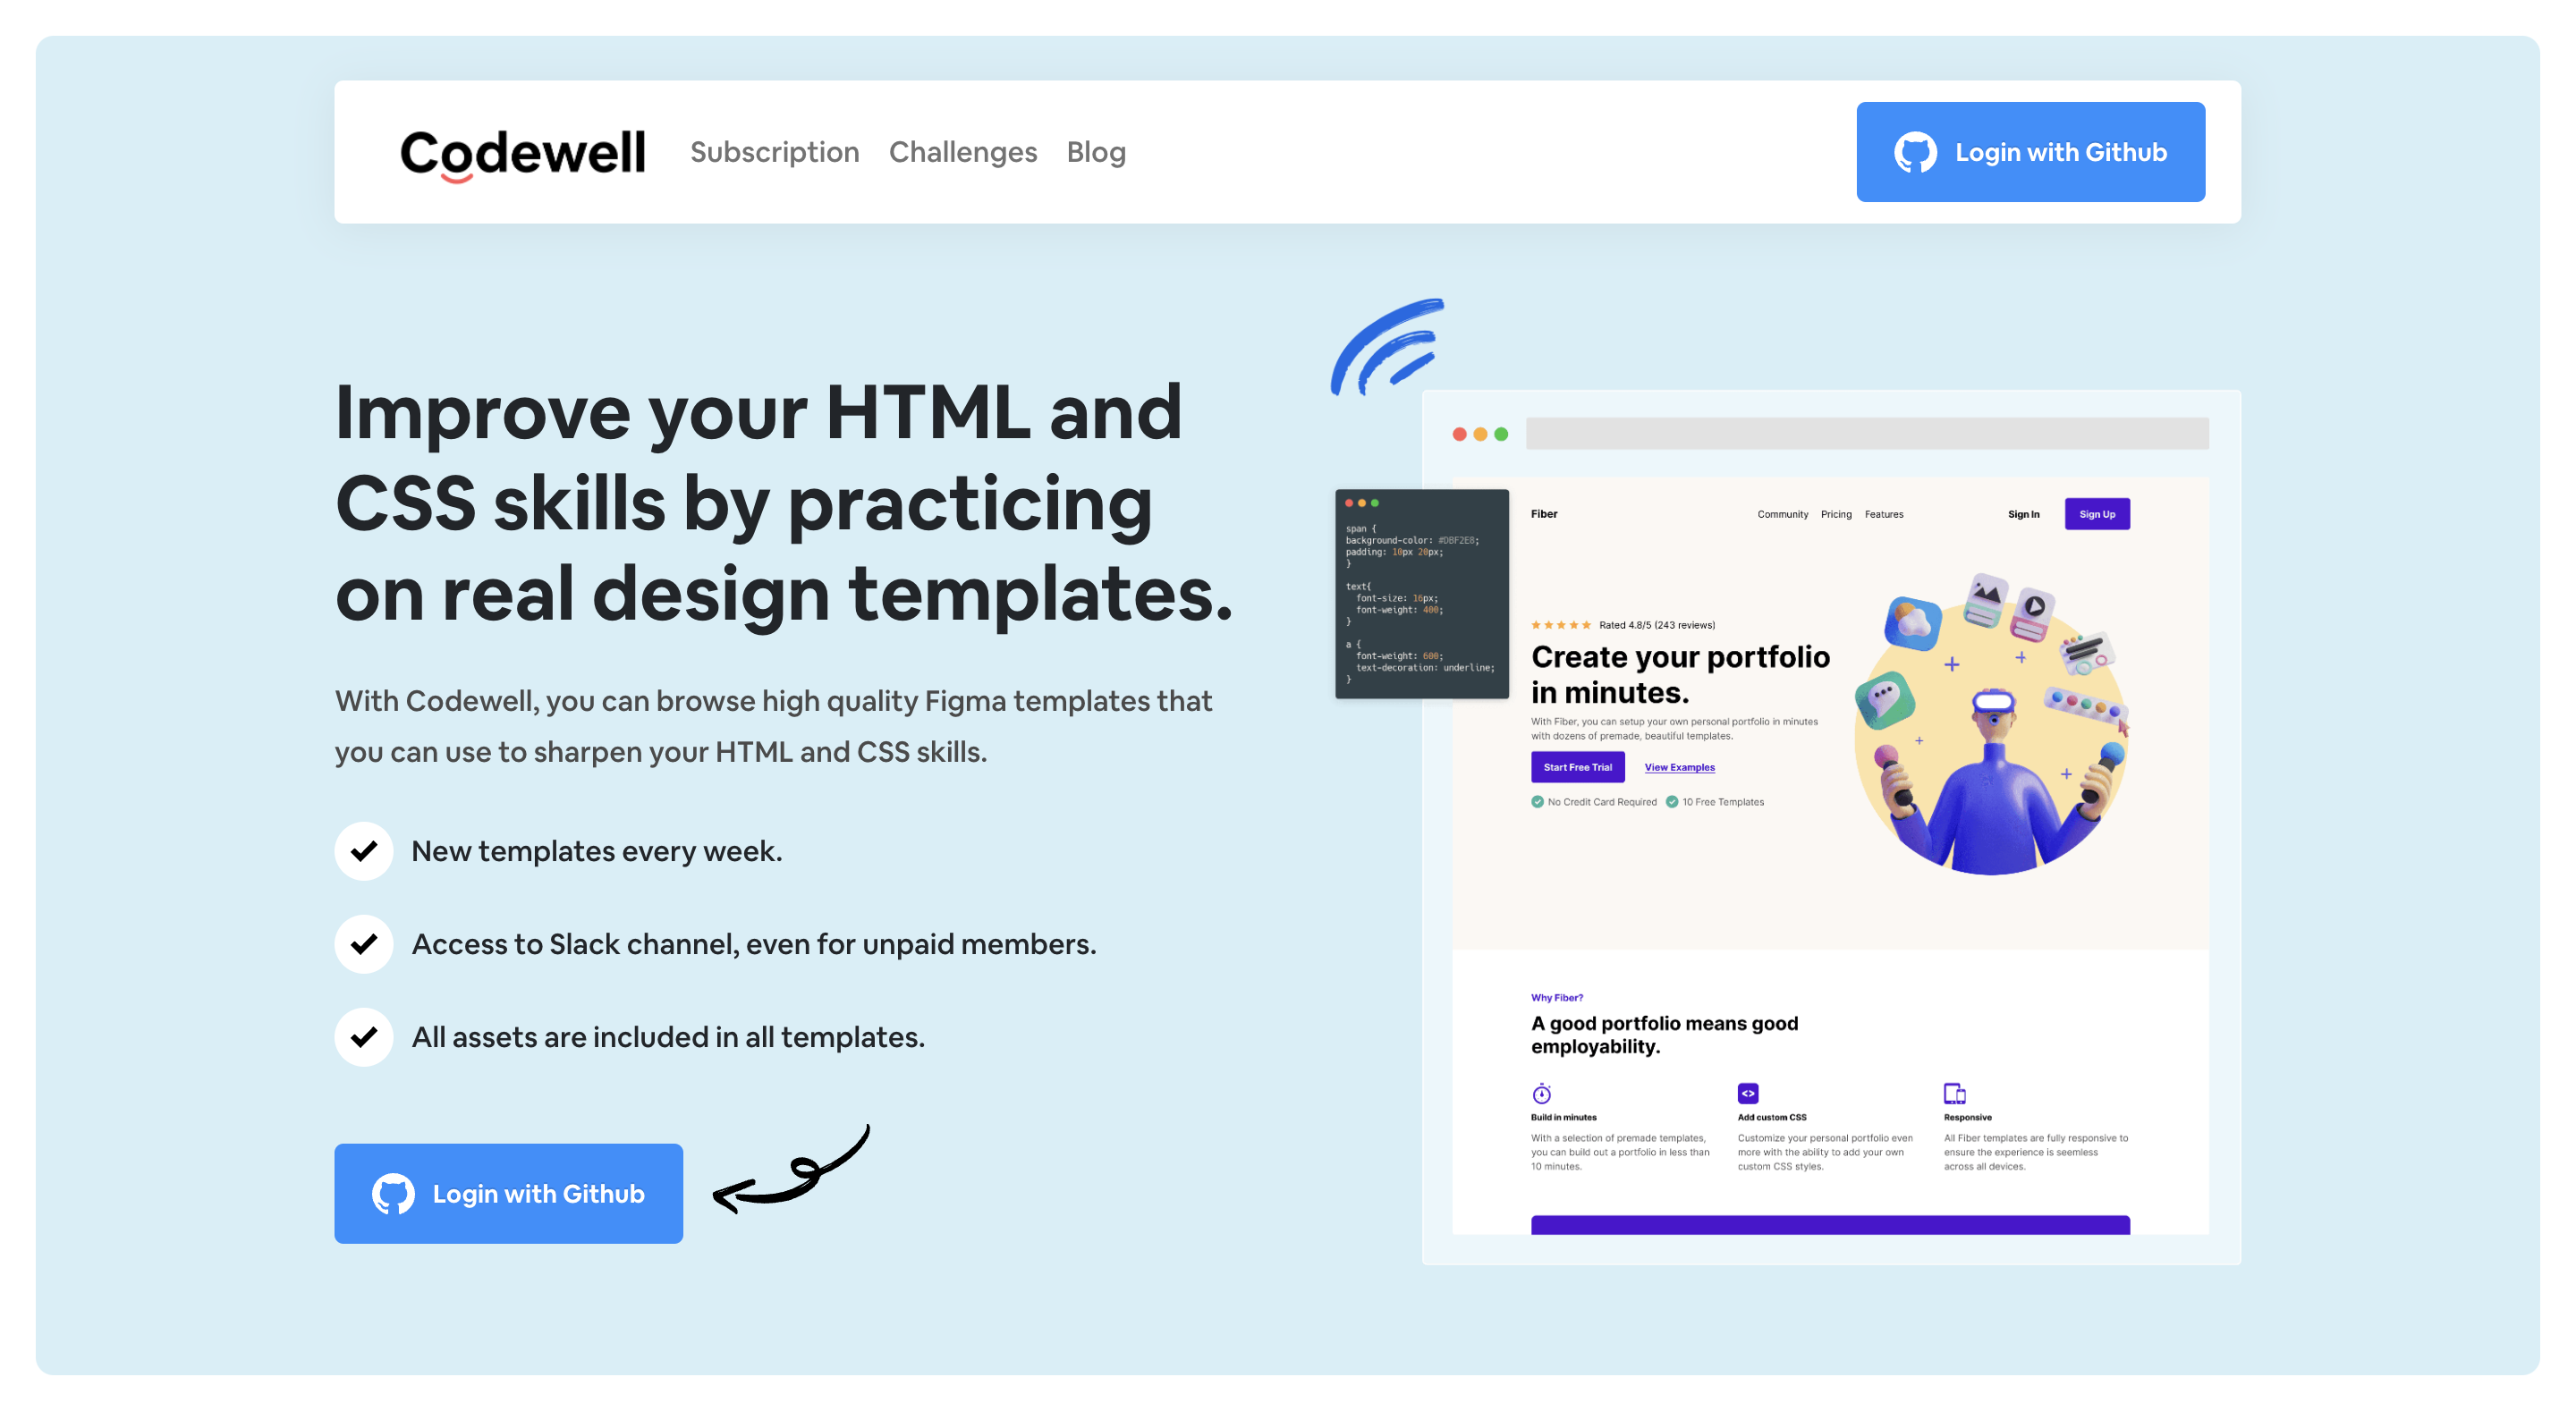 Codewell
Subscription
Challenges
Blog
Login with Github
Improve your HTML and
CSS skills by practicing
on real design templates.
With Codewell, you can browse high quality Figma templates that
you can use to sharpen your HTML and CSS skills.
New templates every week.
Access to Slack channel, even for unpaid members.
All assets are included in all templates.
Login with Github
span {
background-color: #DBF2E8;
padding: 10px 20px;
}
text{
font-size: 16px;
font-weight: 400;
}
a {
font-weight: 600;
text-decoration: underline;
}
Fiber
Community
Pricing
Features
Sign In
Sign Up
Rated 4.8/5 (243 reviews)
Create your portfolio
in minutes.
With Fiber, you can setup your own personal portfolio in minutes
with dozens of premade, beautiful templates.
Start Free Trial
View Examples
No Credit Card Required
10 Free Templates
Why Fiber?
A good portfolio means good
employability.
Build in minutes
With a selection of premade templates,
you can build out a portfolio in less than
10 minutes.
Add custom CSS
Customize your personal portfolio even
more with the ability to add your own
custom CSS styles.
Responsive
All Fiber templates are fully responsive to
ensure the experience is seemless
across all devices.